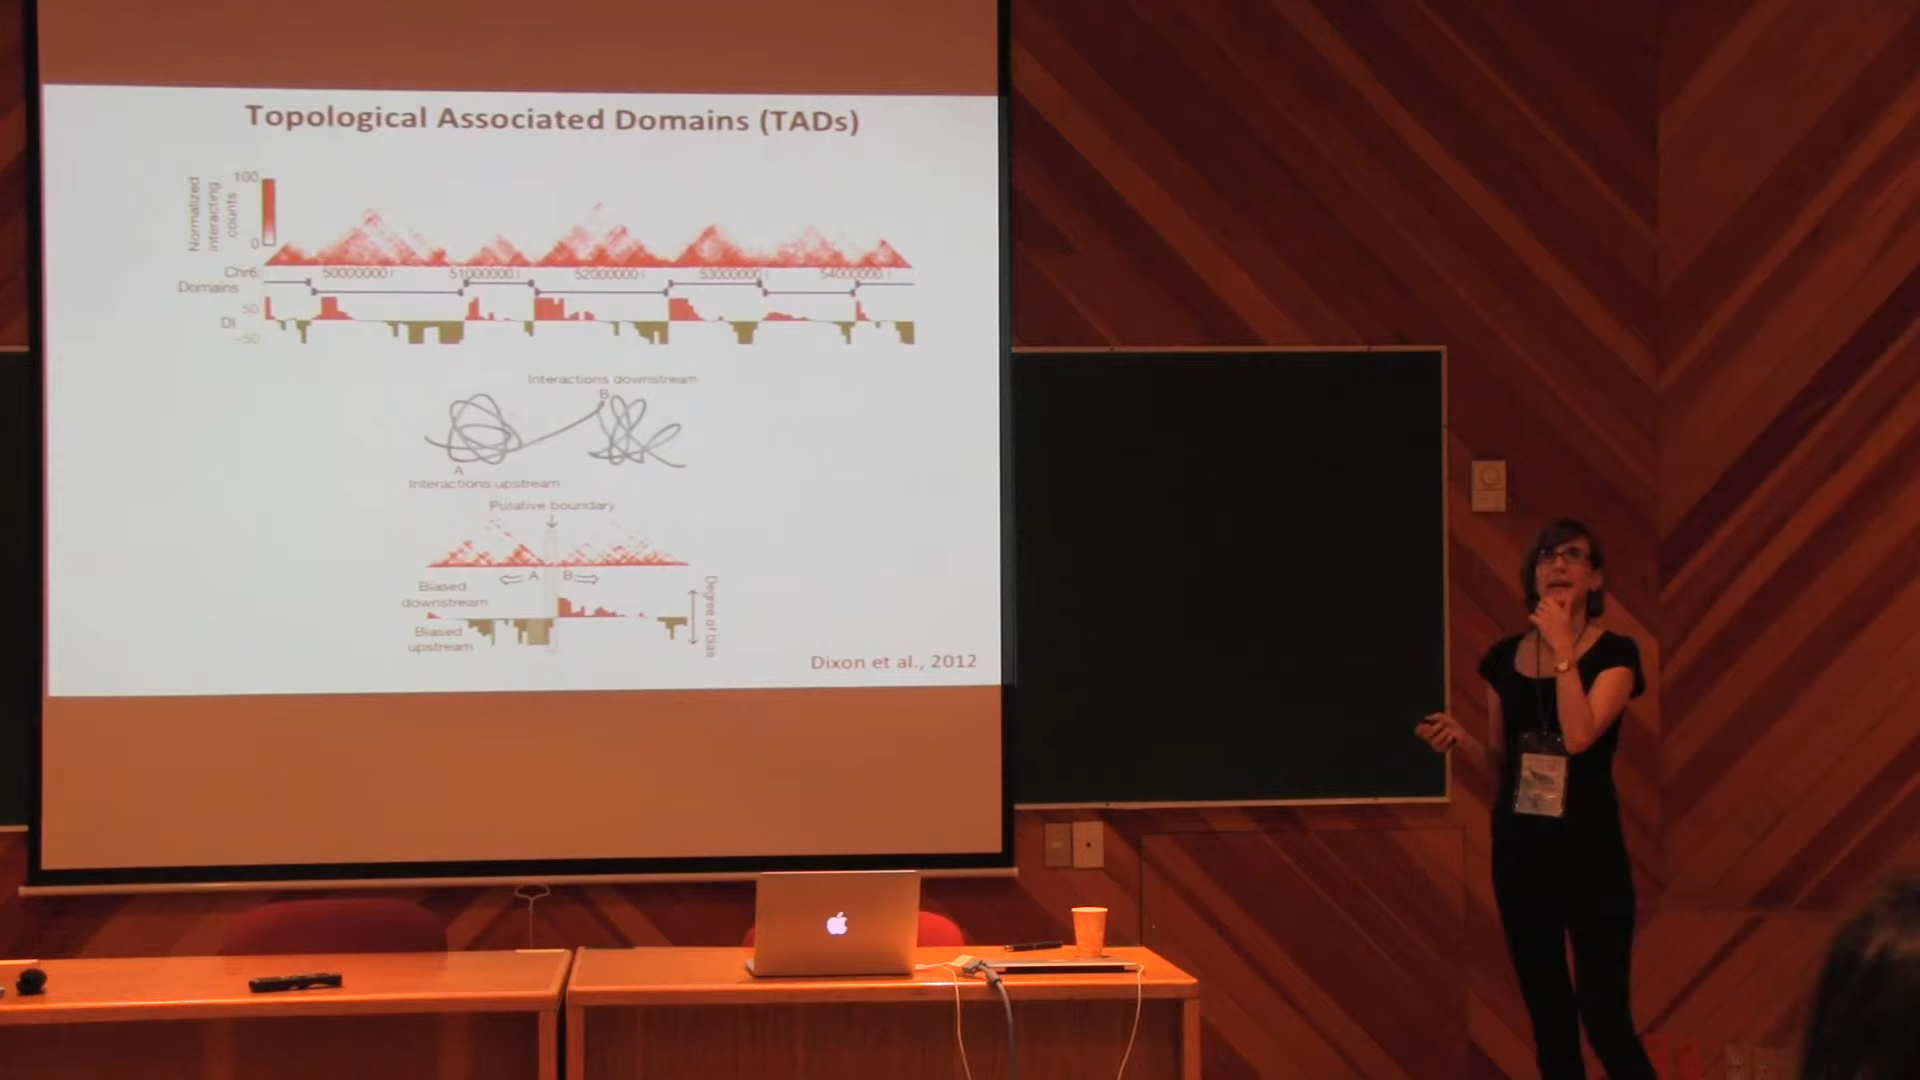 Topological Associated Domains (TADs)
Normalized
interacting
counts
100
0
Chr6:
50000000
51000000
52000000
53000000
54000000
Domains
50
DI
-50
Interactions downstream
B
A
Interactions upstream
Putative boundary
A B
Biased
downstream
Biased
upstream
Degree of bias
Dixon et al., 2012